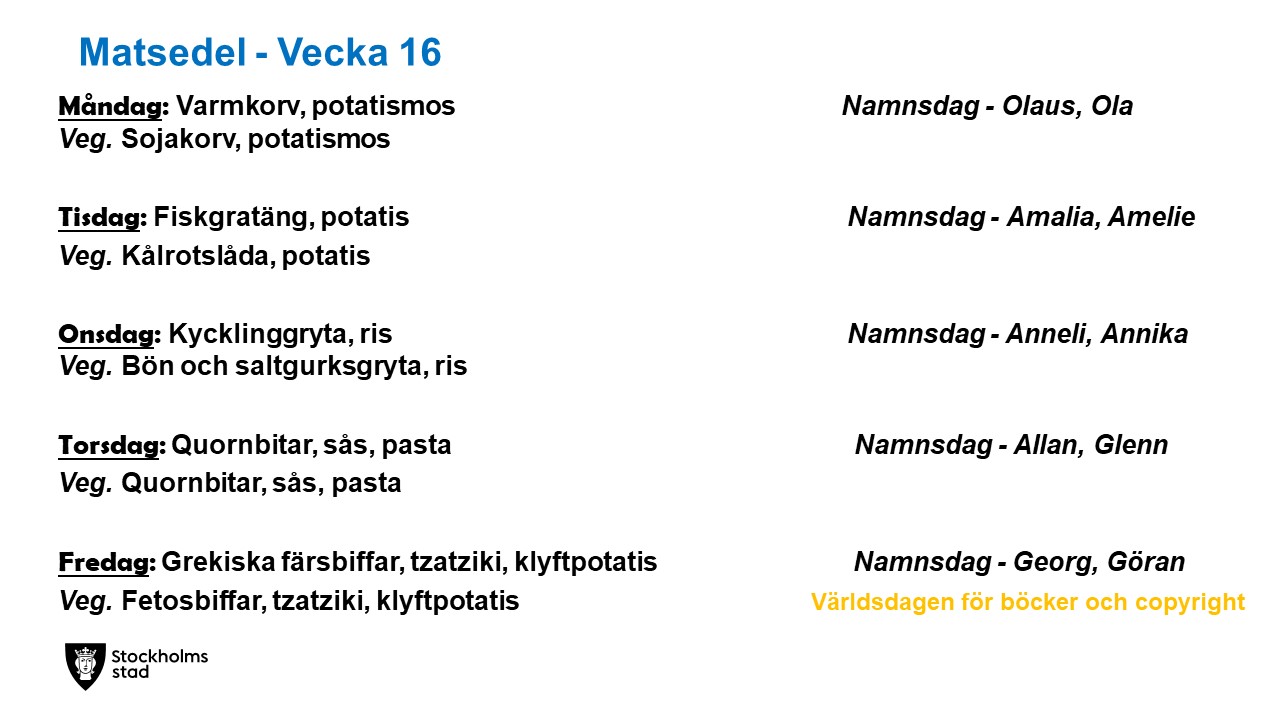 Matsedel - Vecka 16
Måndag: Varmkorv, potatismos Namnsdag - Olaus, Ola
Veg. Sojakorv, potatismos
Tisdag: Fiskgratäng, potatis Namnsdag - Amalia, Amelie
Veg. Kålrotslåda, potatis
Onsdag: Kycklinggryta, ris Namnsdag - Anneli, Annika
Veg. Bön och saltgurksgryta, ris
Torsdag: Quornbitar, sås, pasta Namnsdag - Allan, Glenn
Veg. Quornbitar, sås, pasta
Fredag: Grekiska färsbiffar, tzatziki, klyftpotatis Namnsdag - Georg, Göran
Veg. Fetosbiffar, tzatziki, klyftpotatis Världsdagen för böcker och copyright
Stockholms
stad